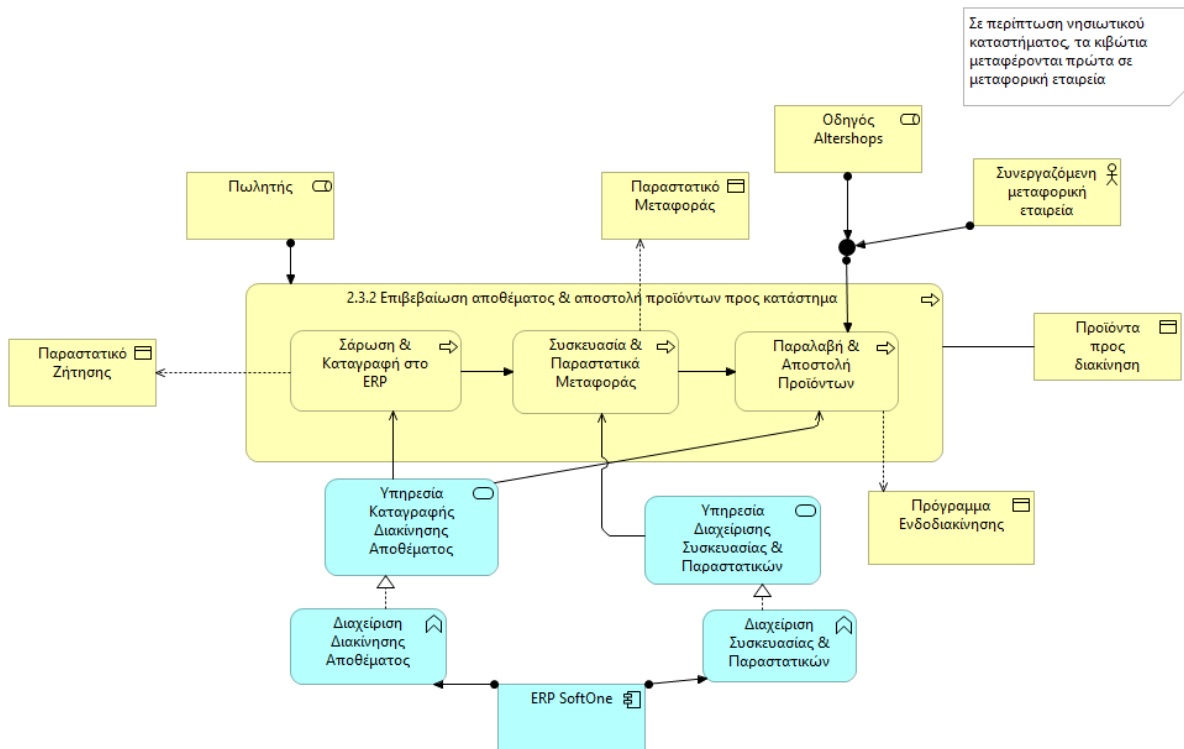 Σε περίπτωση νησιωτικού
καταστήματος, τα κιβώτια
μεταφέρονται πρώτα σε
μεταφορική εταιρεία
Οδηγός
Altershops
Συνεργαζόμενη
μεταφορική
εταιρεία
Πωλητής
Παραστατικό
Μεταφοράς
2.3.2 Επιβεβαίωση αποθέματος & αποστολή προϊόντων προς κατάστημα
Παραστατικό
Ζήτησης
Σάρωση &
Καταγραφή στο
ERP
Συσκευασία &
Παραστατικά
Μεταφοράς
Παραλαβή &
Αποστολή
Προϊόντων
Προϊόντα
προς
διακίνηση
Υπηρεσία
Καταγραφής
Διακίνησης
Αποθέματος
Υπηρεσία
Διαχείρισης
Συσκευασίας &
Παραστατικών
Πρόγραμμα
Ενδοδιακίνησης
Διαχείριση
Διακίνησης
Αποθέματος
Διαχείριση
Συσκευασίας &
Παραστατικών
ERP SoftOne